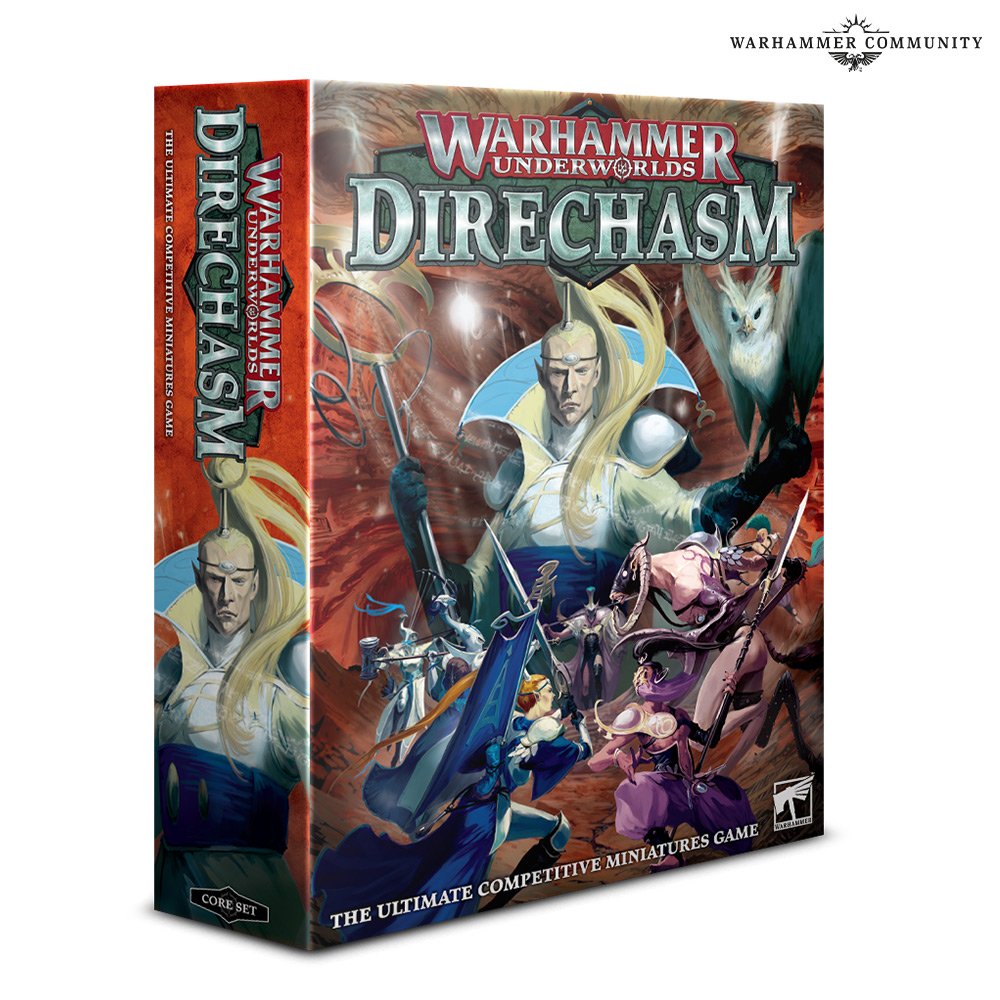 WARHAMMER COMMUNITY
WARHAMMER
UNDERWORLDS
DIRECHASM
THE ULTIMATE COMPETITIVE MINIATURES GAME
WARHAMMER
UNDERWORLDS
DIRECHASM
THE ULTIMATE COMPETITIVE MINIATURES GAME
CORE SET
WARHAMMER